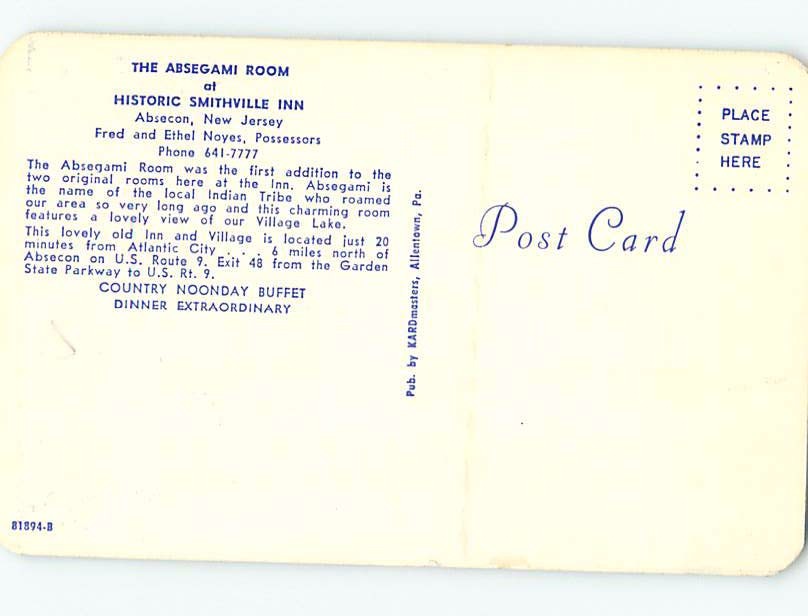 THE ABSEGAMI ROOM
at
HISTORIC SMITHVILLE INN
Absecon, New Jersey
Fred and Ethel Noyes, Possessors
Phone 641-7777
The Absegami Room was the first addition to the
two original rooms here at the Inn. Absegami is
the name of the local Indian Tribe who roamed
our area so very long ago and this charming room
features a lovely view of our Village Lake.
This lovely old Inn and Village is located just 20
minutes from Atlantic City . . . 6 miles north of
Absecon on U.S. Route 9. Exit 48 from the Garden
State Parkway to U.S. Rt. 9.
COUNTRY NOONDAY BUFFET
DINNER EXTRAORDINARY
81894-B
Pub. by KARDmasters, Allentown, Pa.
Post Card
PLACE
STAMP
HERE